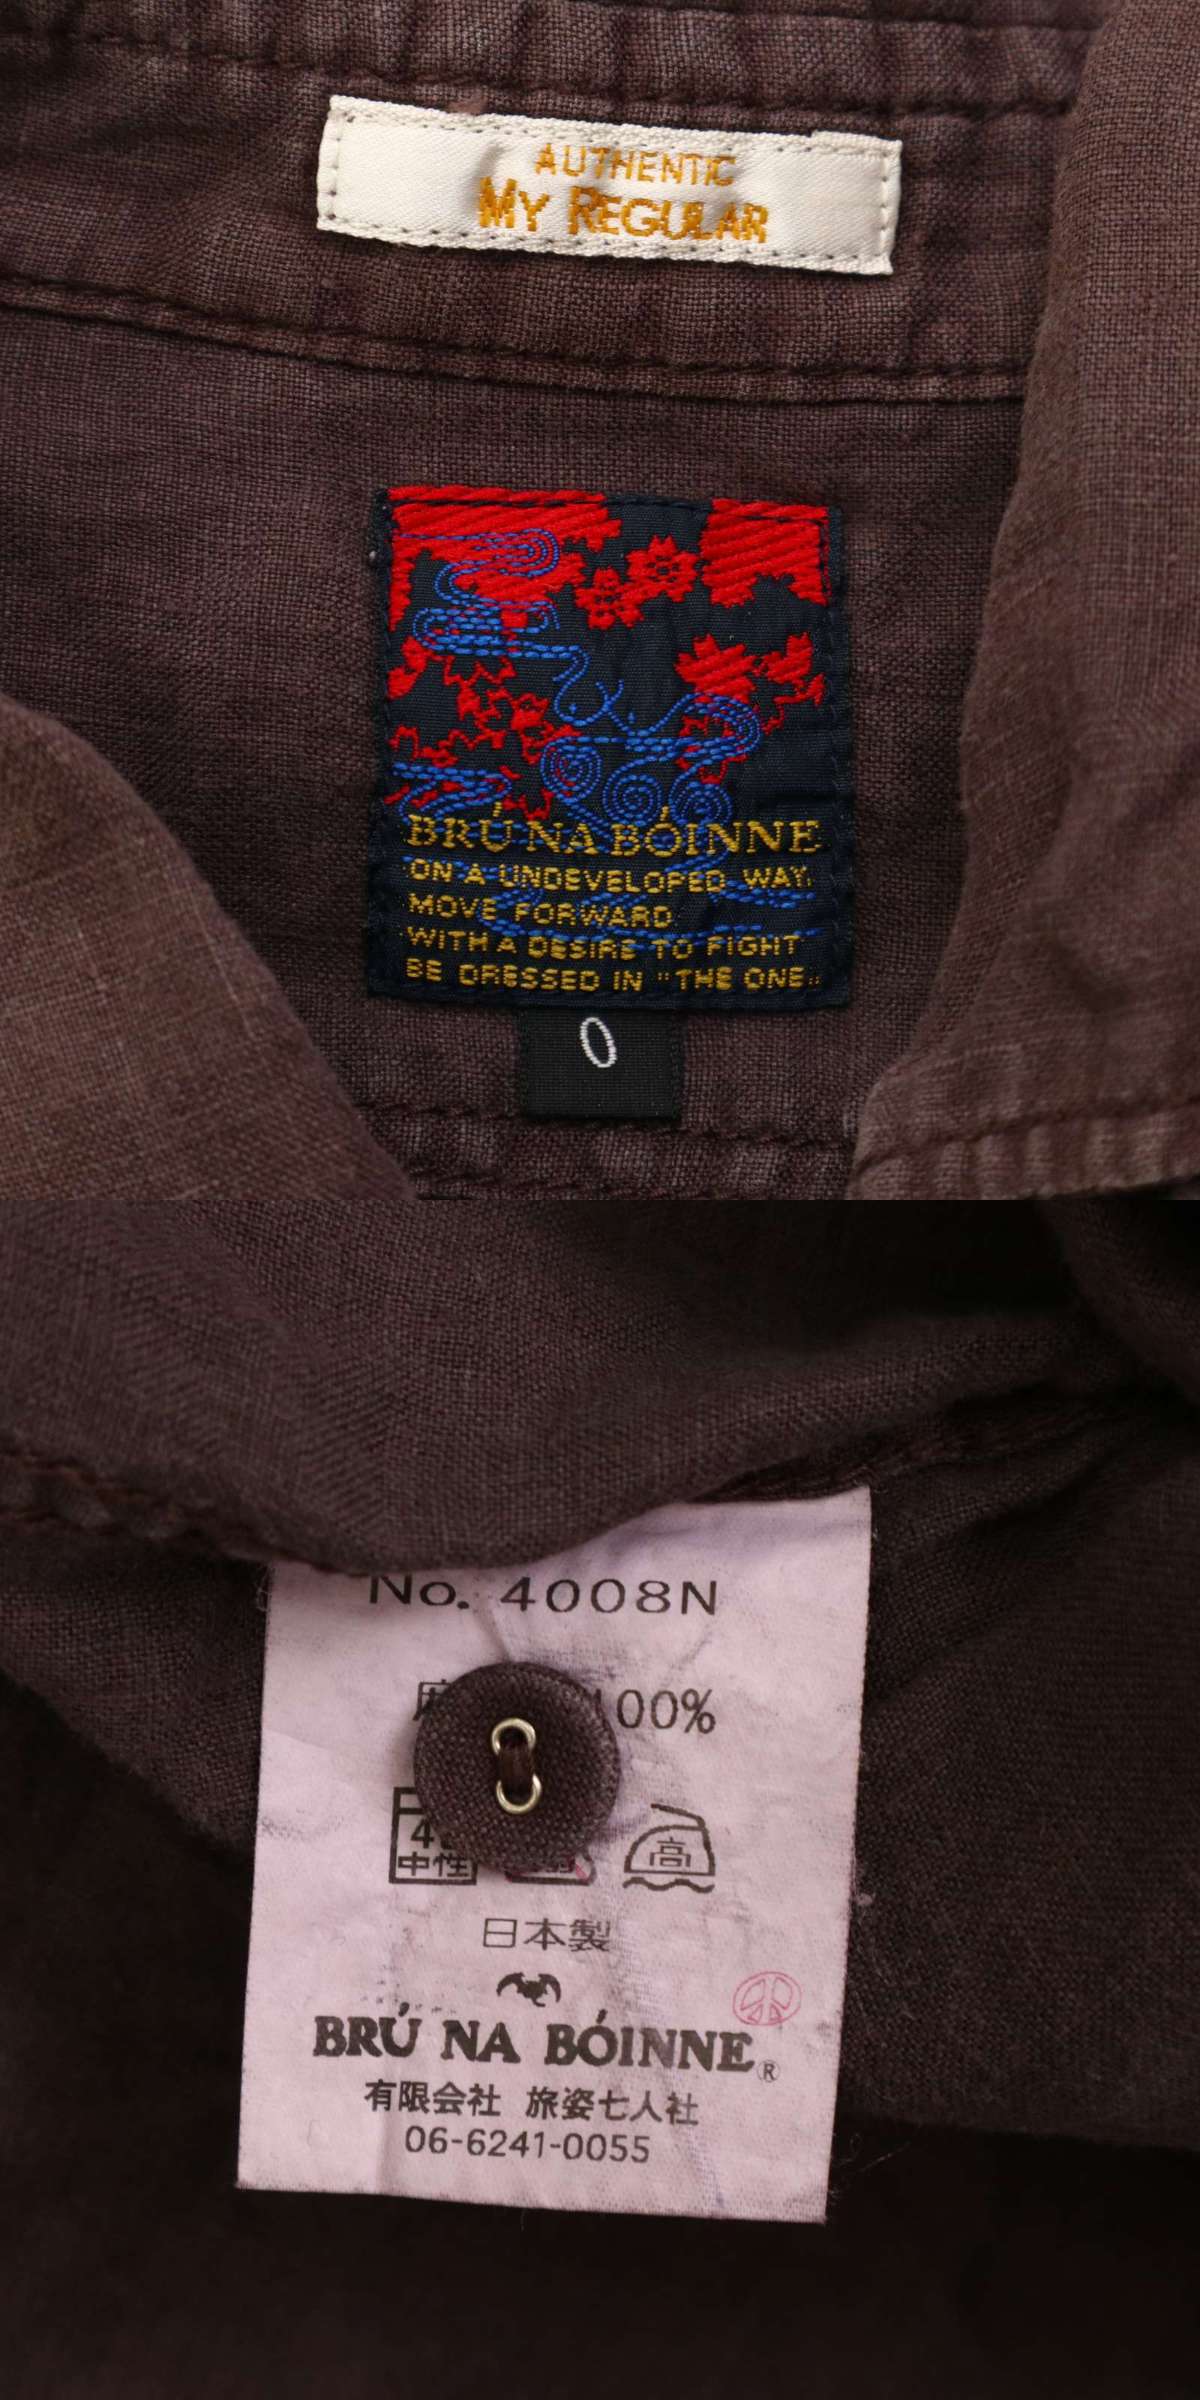 AUTHENTIC
MY REGULAR
BRÚ NA BÓINNE
ON A UNDEVELOPED WAY,
MOVE FORWARD
WITH A DESIRE TO FIGHT
BE DRESSED IN "THE ONE"
0
No. 4008N
麻 100%
中性
高
日本製
BRÚ NA BÓINNE®
有限会社 旅姿七人社
06-6241-0055